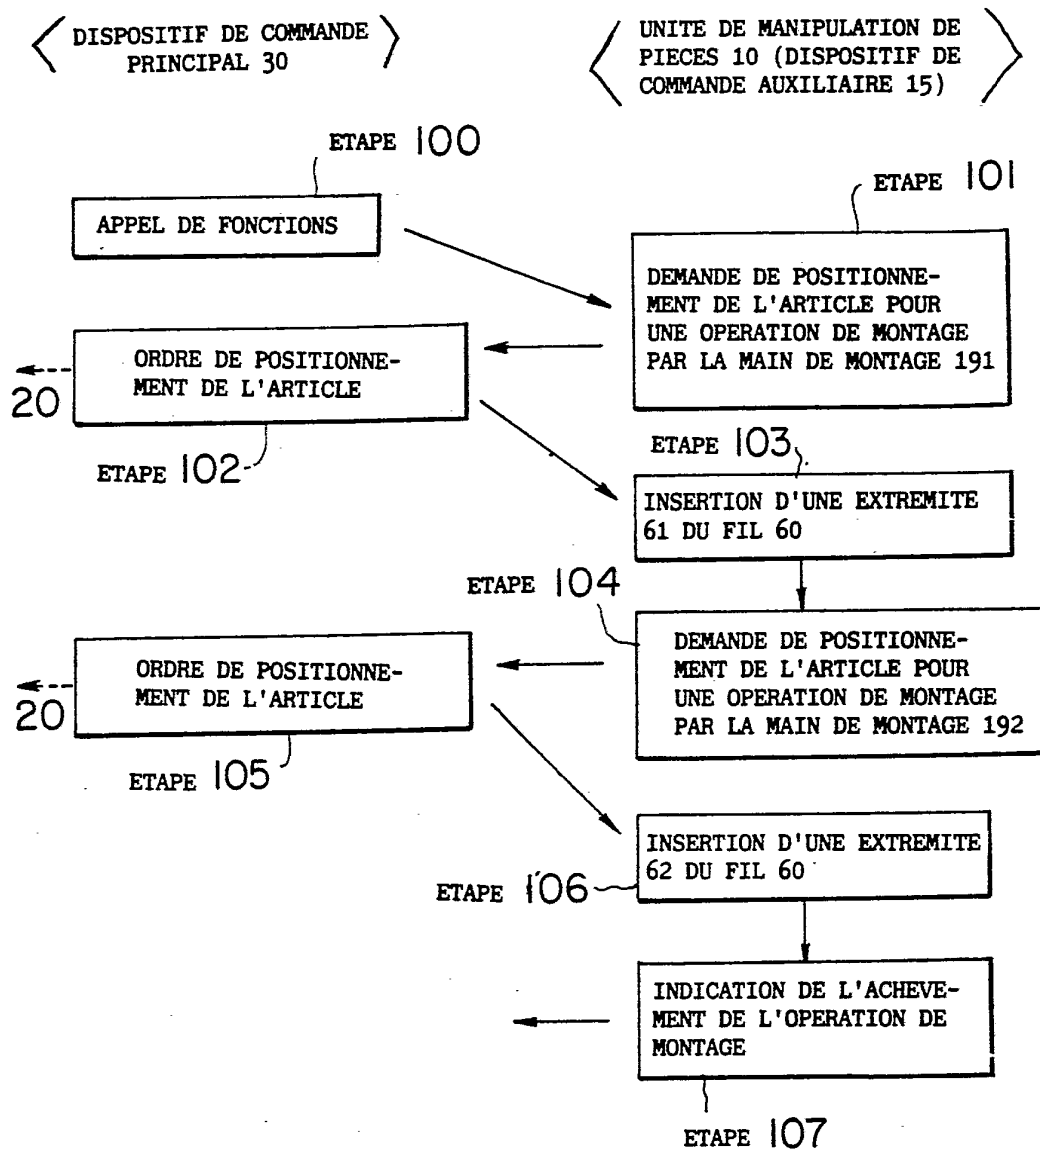 DISPOSITIF DE COMMANDE
PRINCIPAL 30
UNITE DE MANIPULATION DE
PIECES 10 (DISPOSITIF DE
COMMANDE AUXILIAIRE 15)
ETAPE 100
APPEL DE FONCTIONS
ETAPE 101
DEMANDE DE POSITIONNE-
MENT DE L'ARTICLE POUR
UNE OPERATION DE MONTAGE
PAR LA MAIN DE MONTAGE 191
ORDRE DE POSITIONNE-
MENT DE L'ARTICLE
20
ETAPE 102
ETAPE 103
INSERTION D'UNE EXTREMITE
61 DU FIL 60
ETAPE 104
DEMANDE DE POSITIONNE-
MENT DE L'ARTICLE POUR
UNE OPERATION DE MONTAGE
PAR LA MAIN DE MONTAGE 192
ORDRE DE POSITIONNE-
MENT DE L'ARTICLE
20
ETAPE 105
INSERTION D'UNE EXTREMITE
62 DU FIL 60
ETAPE 106
INDICATION DE L'ACHEVE-
MENT DE L'OPERATION DE
MONTAGE
ETAPE 107